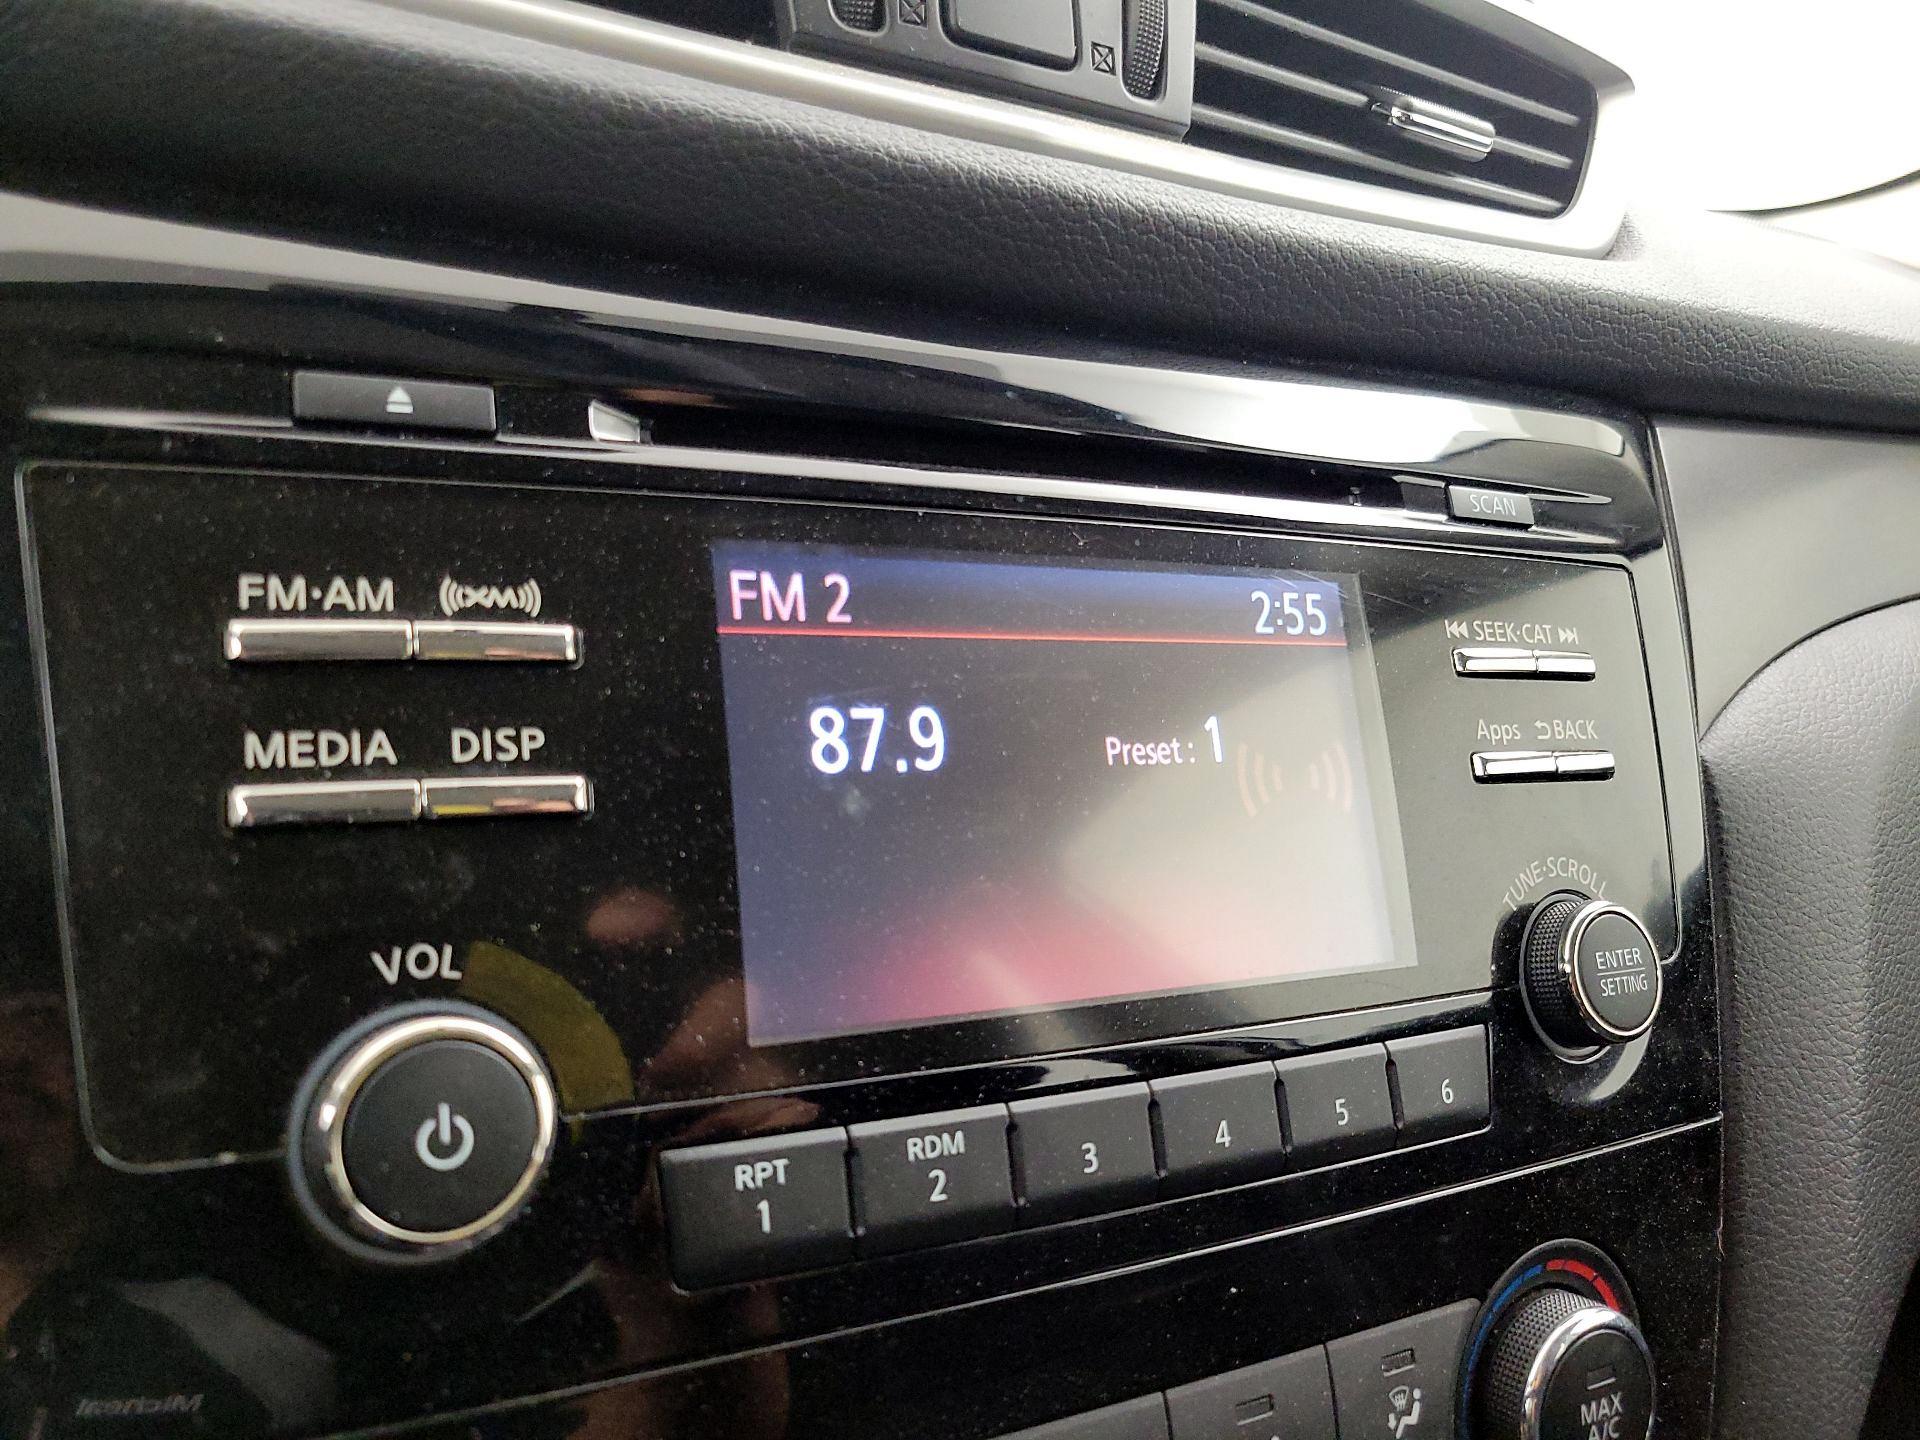 SCAN
FM·AM
XM
FM 2
2:55
SEEK·CAT
87.9
Preset : 1
MEDIA
DISP
Apps
BACK
TUNE·SCROLL
VOL
ENTER
SETTING
RPT
1
RDM
2
3
4
5
6
MAX
A/C